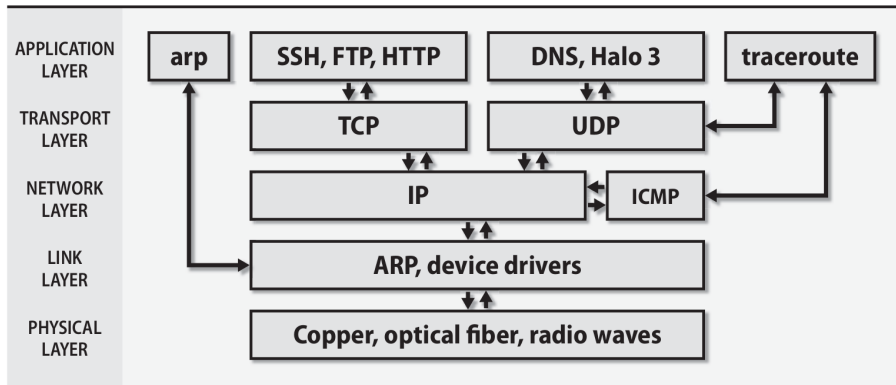 APPLICATION
LAYER
arp
SSH, FTP, HTTP
DNS, Halo 3
traceroute
TRANSPORT
LAYER
TCP
UDP
NETWORK
LAYER
IP
ICMP
LINK
LAYER
ARP, device drivers
PHYSICAL
LAYER
Copper, optical fiber, radio waves